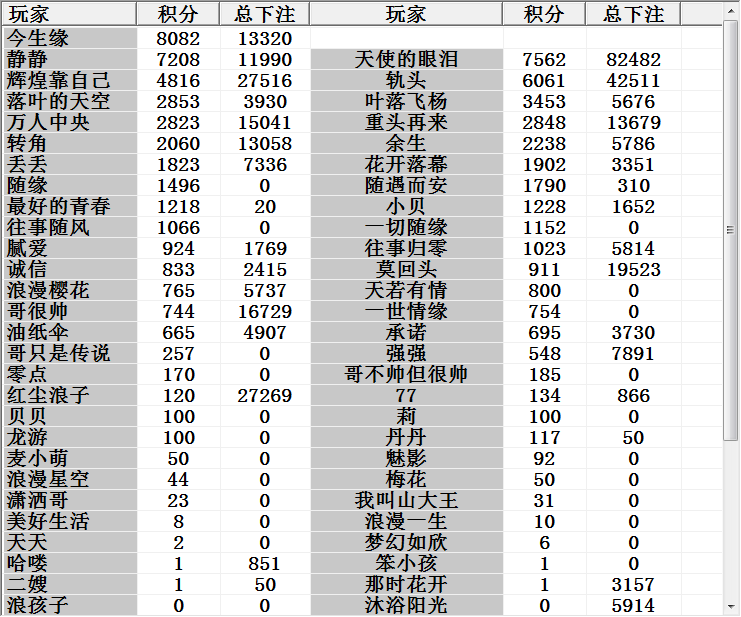 玩家 积分 总下注 玩家 积分 总下注
今生缘 8082 13320
静静 7208 11990 天使的眼泪 7562 82482
辉煌靠自己 4816 27516 轨头 6061 42511
落叶的天空 2853 3930 叶落飞杨 3453 5676
万人中央 2823 15041 重头再来 2848 13679
转角 2060 13058 余生 2238 5786
丢丢 1823 7336 花开落幕 1902 3351
随缘 1496 0 随遇而安 1790 310
最好的青春 1218 20 小贝 1228 1652
往事随风 1066 0 一切随缘 1152 0
腻爱 924 1769 往事归零 1023 5814
诚信 833 2415 莫回头 911 19523
浪漫樱花 765 5737 天若有情 800 0
哥很帅 744 16729 一世情缘 754 0
油纸伞 665 4907 承诺 695 3730
哥只是传说 257 0 强强 548 7891
零点 170 0 哥不帅但很帅 185 0
红尘浪子 120 27269 77 134 866
贝贝 100 0 莉 100 0
龙游 100 0 丹丹 117 50
麦小萌 50 0 魅影 92 0
浪漫星空 44 0 梅花 50 0
潇洒哥 23 0 我叫山大王 31 0
美好生活 8 0 浪漫一生 10 0
天天 2 0 梦幻如欣 6 0
哈喽 1 851 笨小孩 1 0
二嫂 1 50 那时花开 1 3157
浪孩子 0 0 沐浴阳光 0 5914